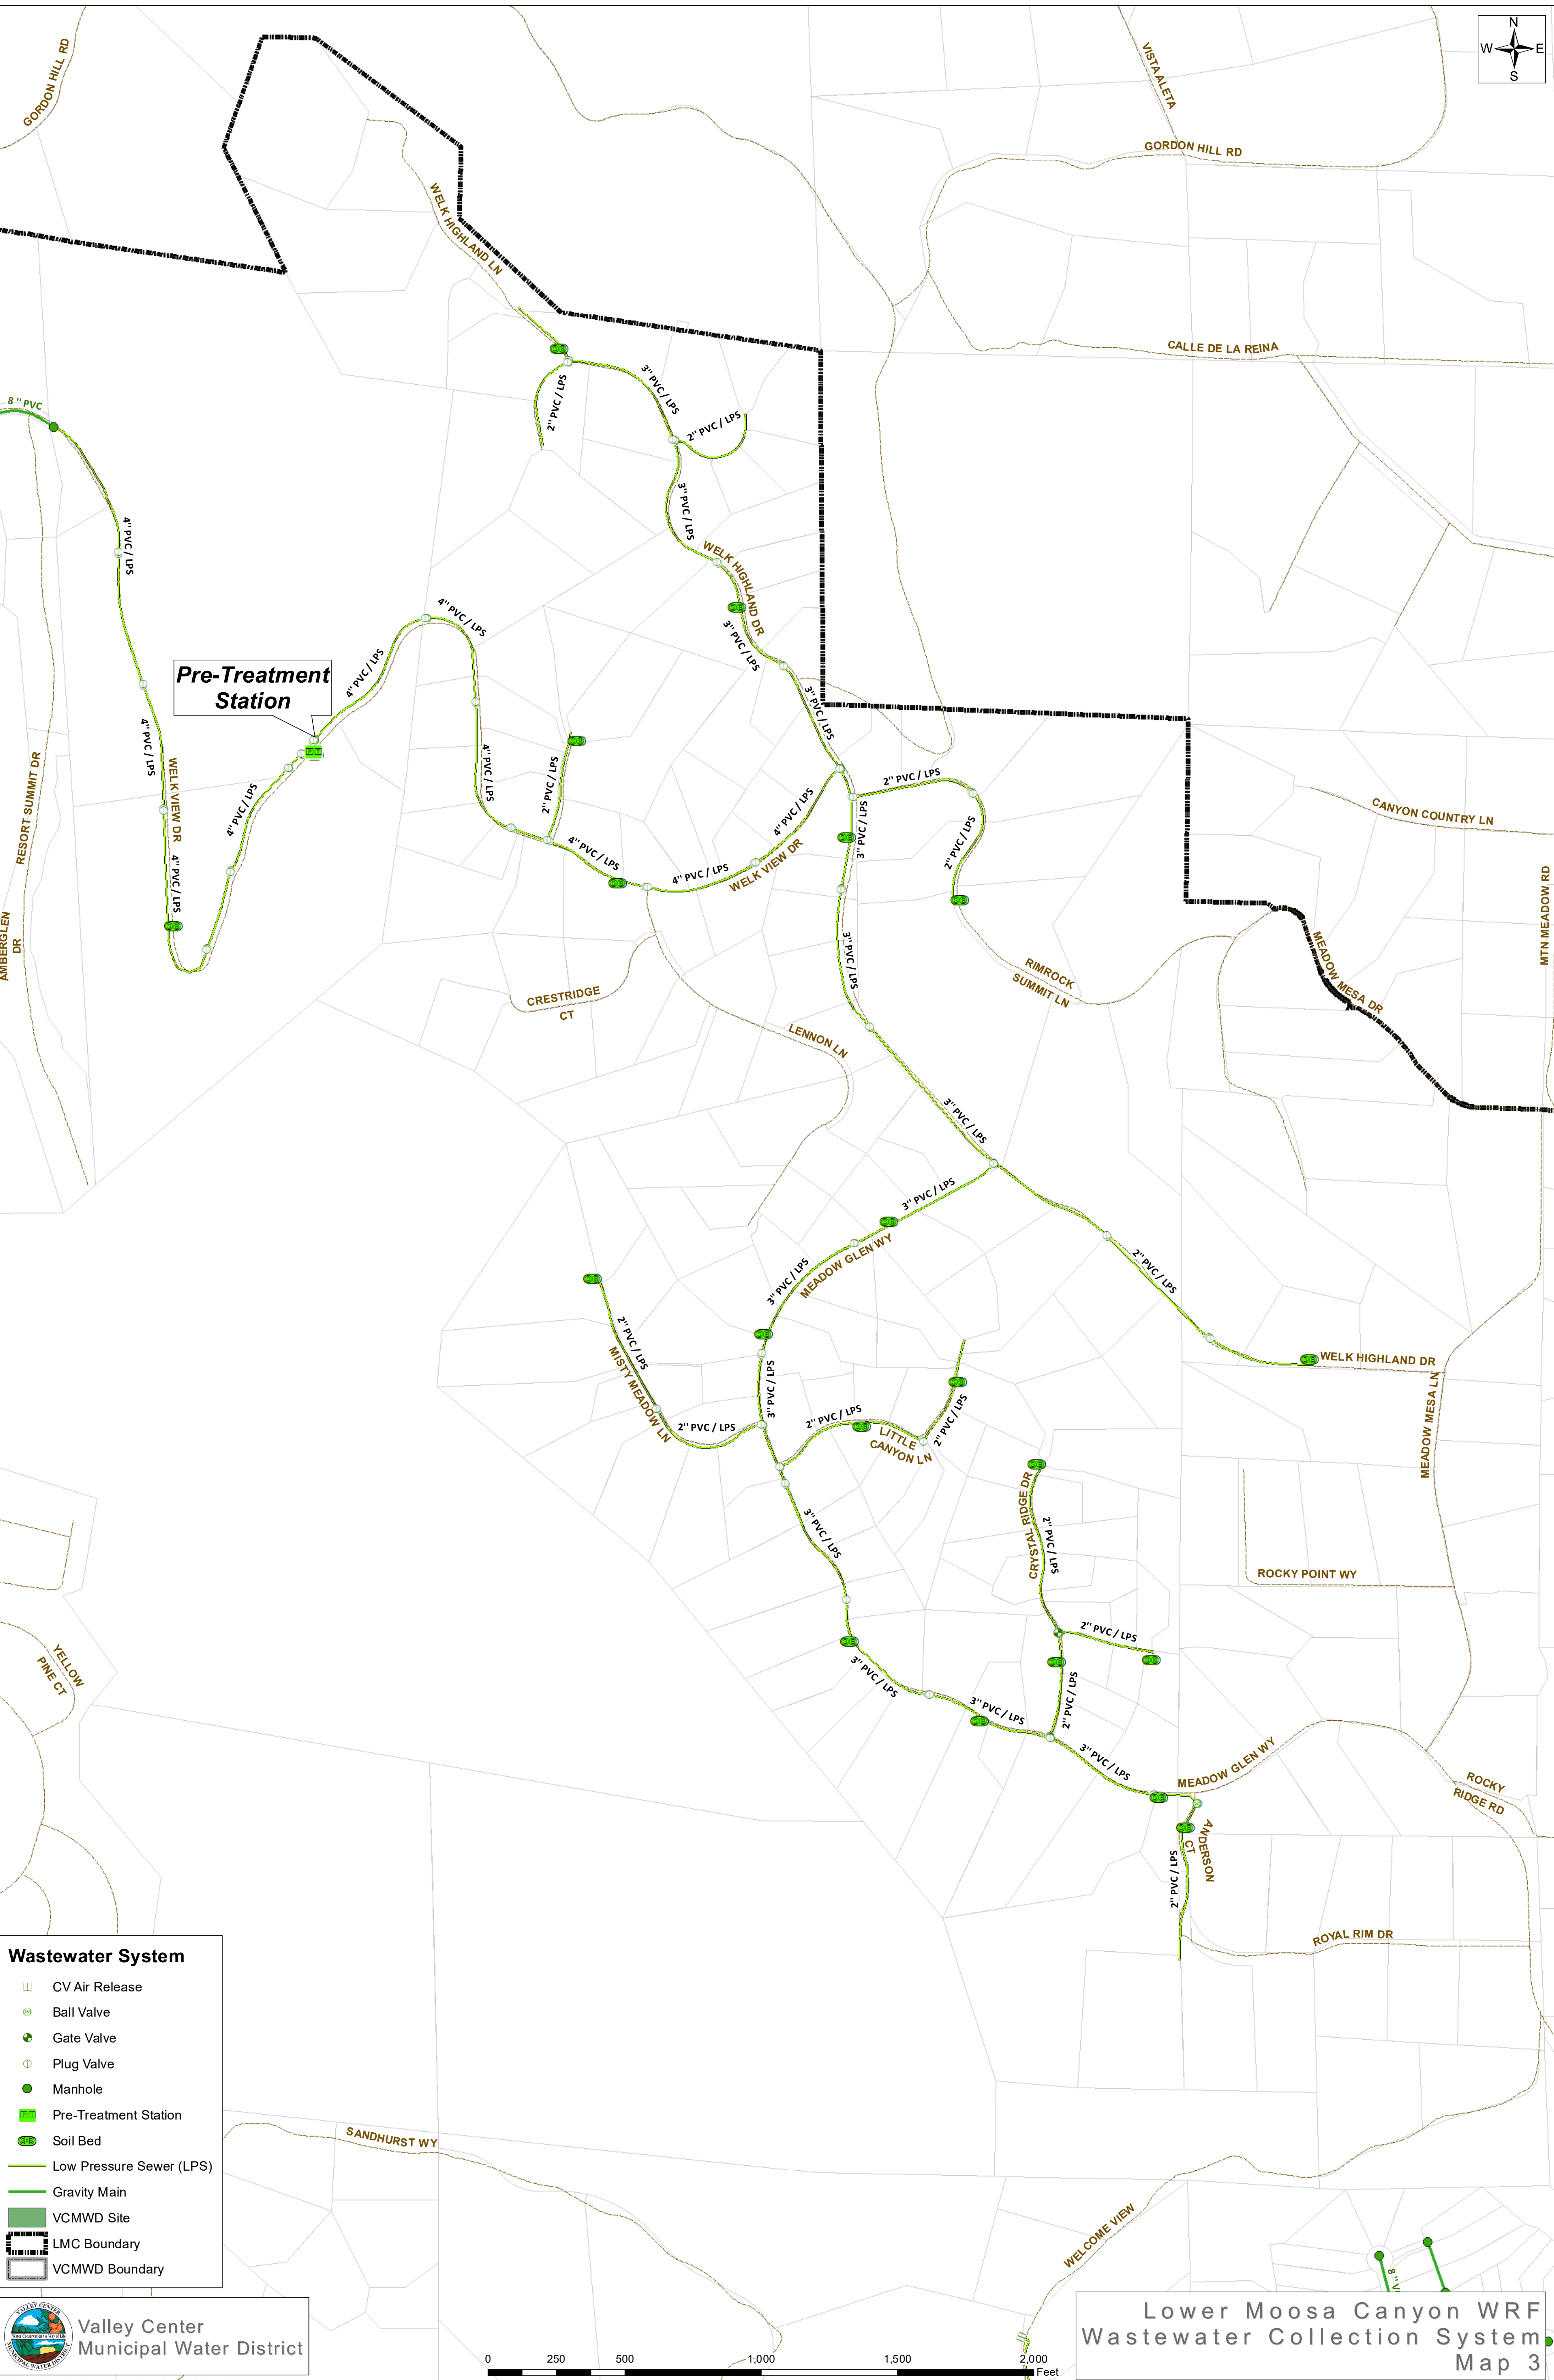 N
W E
S
GORDON HILL RD
VISTA ALETA
GORDON HILL RD
WELK HIGHLAND LN
CALLE DE LA REINA
8 " PVC
3" PVC / LPS
2" PVC / LPS
2" PVC / LPS
3" PVC / LPS
4" PVC / LPS
WELK HIGHLAND DR
3" PVC / LPS
4" PVC / LPS
4" PVC / LPS
Pre-Treatment
Station
PT
3" PVC / LPS
4" PVC / LPS
WELK VIEW DR
RESORT SUMMIT DR
4" PVC / LPS
4" PVC / LPS
2" PVC / LPS
4" PVC / LPS
2" PVC / LPS
3" PVC / LPS
2" PVC / LPS
CANYON COUNTRY LN
4" PVC / LPS
4" PVC / LPS
4" PVC / LPS
WELK VIEW DR
AMBERGLEN
DR
MTN MEADOW RD
3" PVC / LPS
RIMROCK
SUMMIT LN
MEADOW MESA DR
CRESTRIDGE
CT
LENNON LN
3" PVC / LPS
3" PVC / LPS
MEADOW GLEN WY
3" PVC / LPS
2" PVC / LPS
2" PVC / LPS
MISTY MEADOW LN
WELK HIGHLAND DR
3" PVC / LPS
2" PVC / LPS
2" PVC / LPS
LITTLE
CANYON LN
2" PVC / LPS
MEADOW MESA LN
CRYSTAL RIDGE DR
2" PVC / LPS
3" PVC / LPS
ROCKY POINT WY
2" PVC / LPS
YELLOW
PINE CT
3" PVC / LPS
2" PVC / LPS
3" PVC / LPS
3" PVC / LPS
MEADOW GLEN WY
ROCKY
RIDGE RD
ANDERSON
CT
2" PVC / LPS
ROYAL RIM DR
Wastewater System
CV Air Release
Ball Valve
Gate Valve
Plug Valve
Manhole
PT Pre-Treatment Station
SB Soil Bed
Low Pressure Sewer (LPS)
Gravity Main
VCMWD Site
LMC Boundary
VCMWD Boundary
SANDHURST WY
WELCOME VIEW
8 " V
VALLEY CENTER
MUNICIPAL WATER DISTRICT
Valley Center
Municipal Water District
0 250 500 1,000 1,500 2,000
Feet
Lower Moosa Canyon WRF
Wastewater Collection System
Map 3